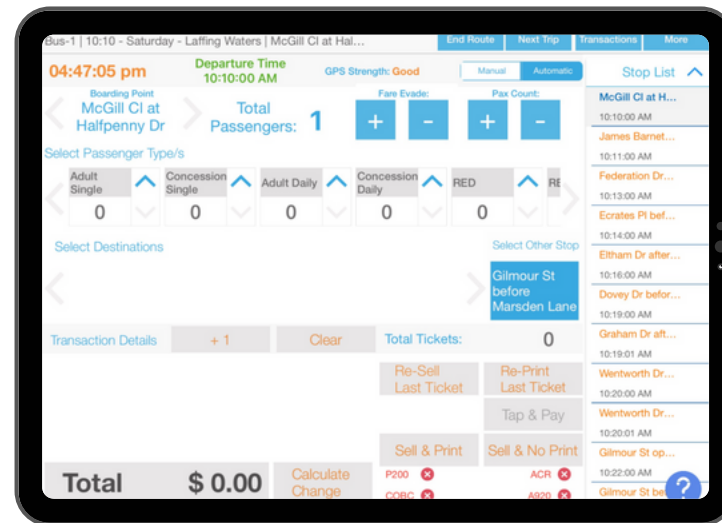 Bus-1 | 10:10 - Saturday - Laffing Waters | McGill Cl at Hal...
End Route
Next Trip
Transactions
More
04:47:05 pm
Departure Time
10:10:00 AM
GPS Strength: Good
Manual
Automatic
Stop List
Boarding Point
McGill Cl at
Halfpenny Dr
Total
Passengers:
1
Fare Evade:
+
-
Pax Count:
+
-
Select Passenger Type/s
Adult
Single
0
Concession
Single
0
Adult Daily
0
Concession
Daily
0
RED
0
Select Destinations
Select Other Stop
Gilmour St
before
Marsden Lane
Transaction Details
+ 1
Clear
Total Tickets:
0
Re-Sell
Last Ticket
Re-Print
Last Ticket
Tap & Pay
Sell & Print
Sell & No Print
Total
$ 0.00
Calculate
Change
P200
ACR
COBC
A920
McGill Cl at H...
10:10:00 AM
James Barnet...
10:11:00 AM
Federation Dr...
10:13:00 AM
Ecrates Pl bef...
10:14:00 AM
Eltham Dr after...
10:16:00 AM
Dovey Dr befor...
10:19:00 AM
Graham Dr aft...
10:19:01 AM
Wentworth Dr...
10:20:00 AM
Wentworth Dr...
10:20:01 AM
Gilmour St op...
10:22:00 AM
Gilmour St
?